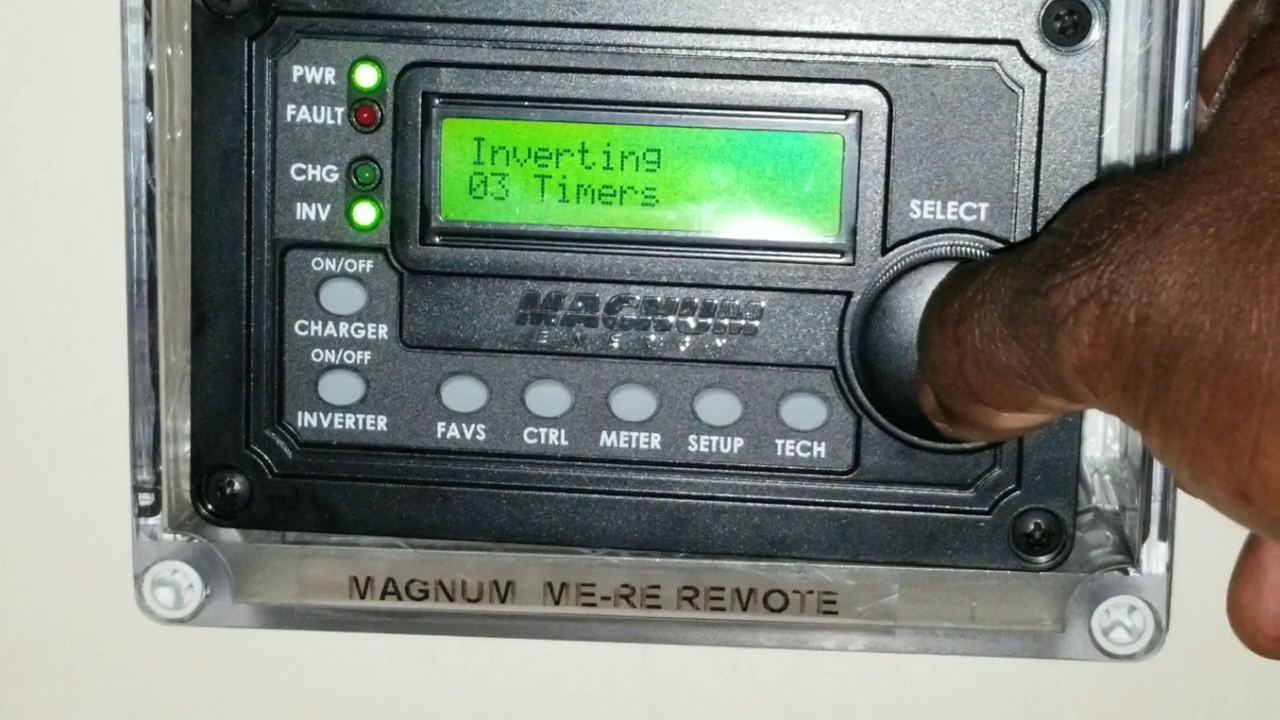 PWR
FAULT
CHG
INV
Inverting
03 Timers
SELECT
ON/OFF
CHARGER
ON/OFF
INVERTER
MAGNUM
ENERGY
FAVS
CTRL
METER
SETUP
TECH
MAGNUM ME-RE REMOTE